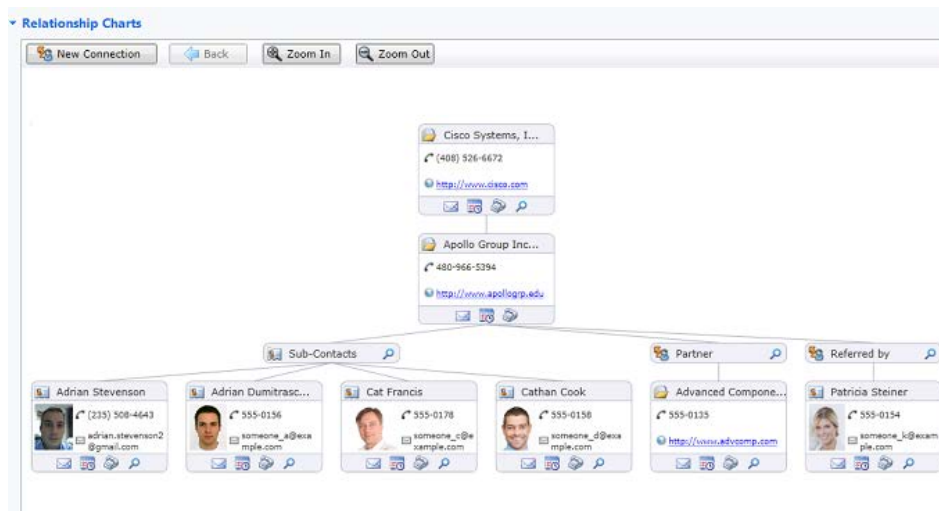 Relationship Charts
New Connection Back Zoom In Zoom Out
Cisco Systems, I...
(408) 526-6672
http://www.cisco.com
Apollo Group Inc...
480-966-5394
http://www.apollogrp.edu
Sub-Contacts
Partner
Referred by
Adrian Stevenson
(235) 508-4643
adrian.stevenson2
@gmail.com
Adrian Dumitrasc...
555-0156
someone_a@exa
mple.com
Cat Francis
555-0178
someone_c@e
xample.com
Cathan Cook
555-0158
someone_d@exa
mple.com
Advanced Compone...
555-0135
http://www.advcomp.com
Patricia Steiner
555-0154
someone_k@exam
ple.com